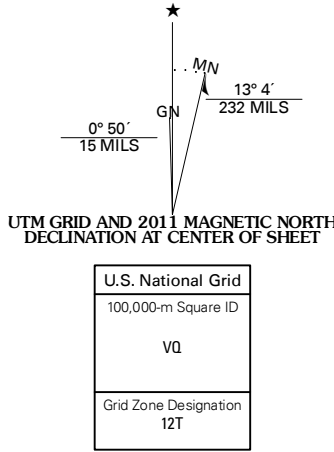 ★
MN
GN
13° 4´
232 MILS
0° 50´
15 MILS
UTM GRID AND 2011 MAGNETIC NORTH
DECLINATION AT CENTER OF SHEET
U.S. National Grid
100,000-m Square ID
VQ
Grid Zone Designation
12T